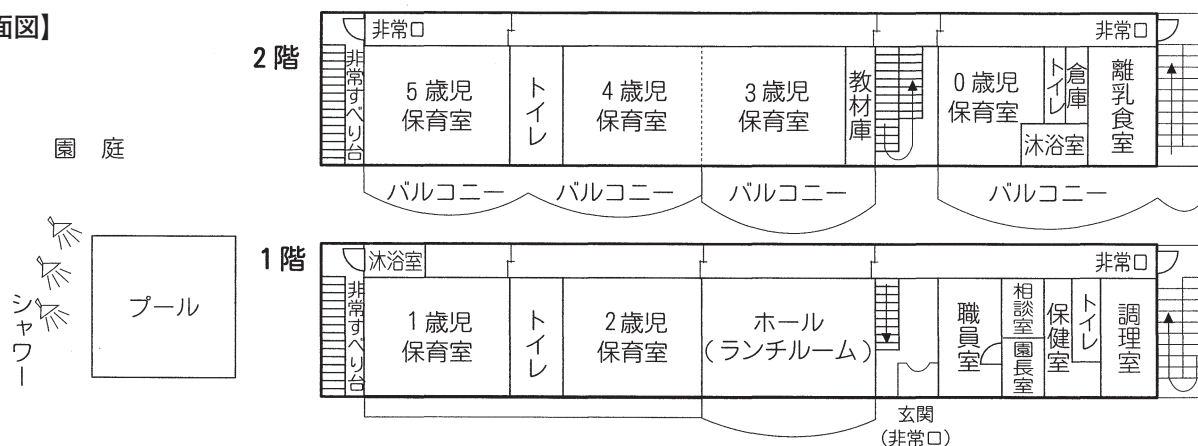 面図】
2階
非常口
非常口
非常すべり台
5歳児
保育室
トイレ
4歳児
保育室
3歳児
保育室
教材庫
0歳児
保育室
トイレ
倉庫
沐浴室
離乳食室
バルコニー
バルコニー
バルコニー
バルコニー
園庭
シャワー
プール
1階
沐浴室
非常口
非常すべり台
1歳児
保育室
トイレ
2歳児
保育室
ホール
(ランチルーム)
職員室
相談室
園長室
保健室
トイレ
調理室
玄関
(非常口)